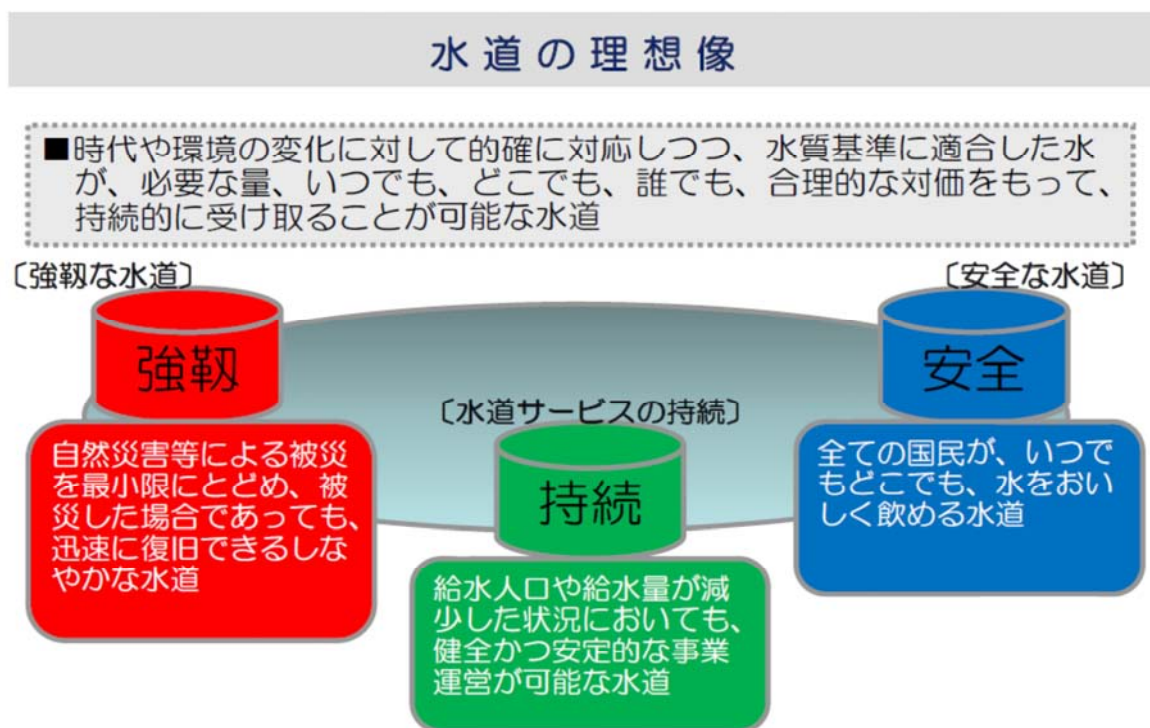 水道の理想像
■時代や環境の変化に対して的確に対応しつつ、水質基準に適合した水
が、必要な量、いつでも、どこでも、誰でも、合理的な対価をもって、
持続的に受け取ることが可能な水道
〔強靱な水道〕
強靱
自然災害等による被災
を最小限にとどめ、被
災した場合であっても、
迅速に復旧できるしな
やかな水道
〔水道サービスの持続〕
持続
給水人口や給水量が減
少した状況においても、
健全かつ安定的な事業
運営が可能な水道
〔安全な水道〕
安全
全ての国民が、いつで
もどこでも、水をおい
しく飲める水道